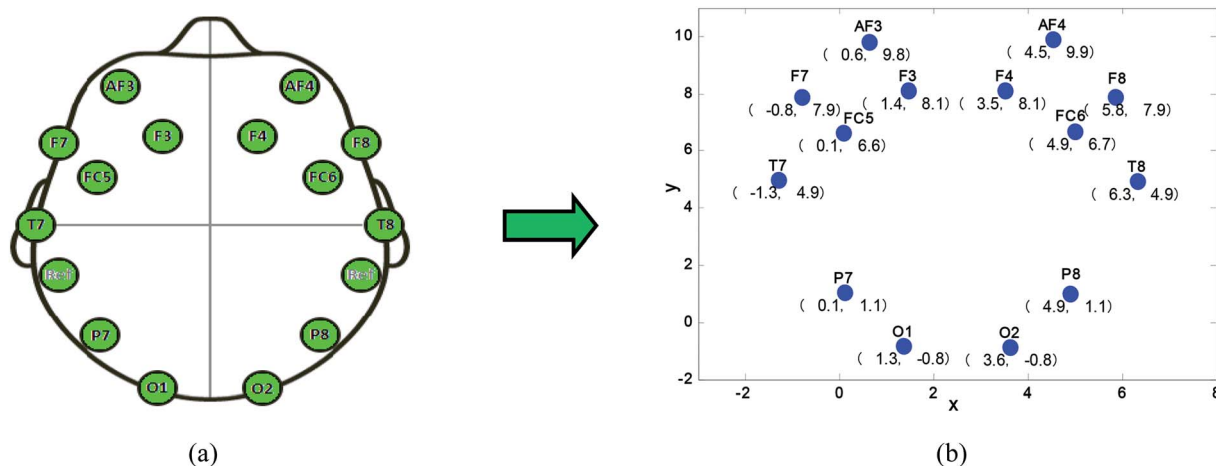 AF3 AF4
F3 F4
F7 F8
FC5 FC6
T7 T8
Ref Ref
P7 P8
O1 O2
(a)
10
8
6
4
2
0
-2
y
AF3 AF4
( 0.6, 9.8) ( 4.5, 9.9)
F7 F3 F4 F8
( -0.8, 7.9) ( 1.4, 8.1) ( 3.5, 8.1) ( 5.8, 7.9)
FC5 FC6
( 0.1, 6.6) ( 4.9, 6.7)
T7 T8
( -1.3, 4.9) ( 6.3, 4.9)
P7 P8
( 0.1, 1.1) ( 4.9, 1.1)
O1 O2
( 1.3, -0.8) ( 3.6, -0.8)
-2 0 2 4 6 8
x
(b)